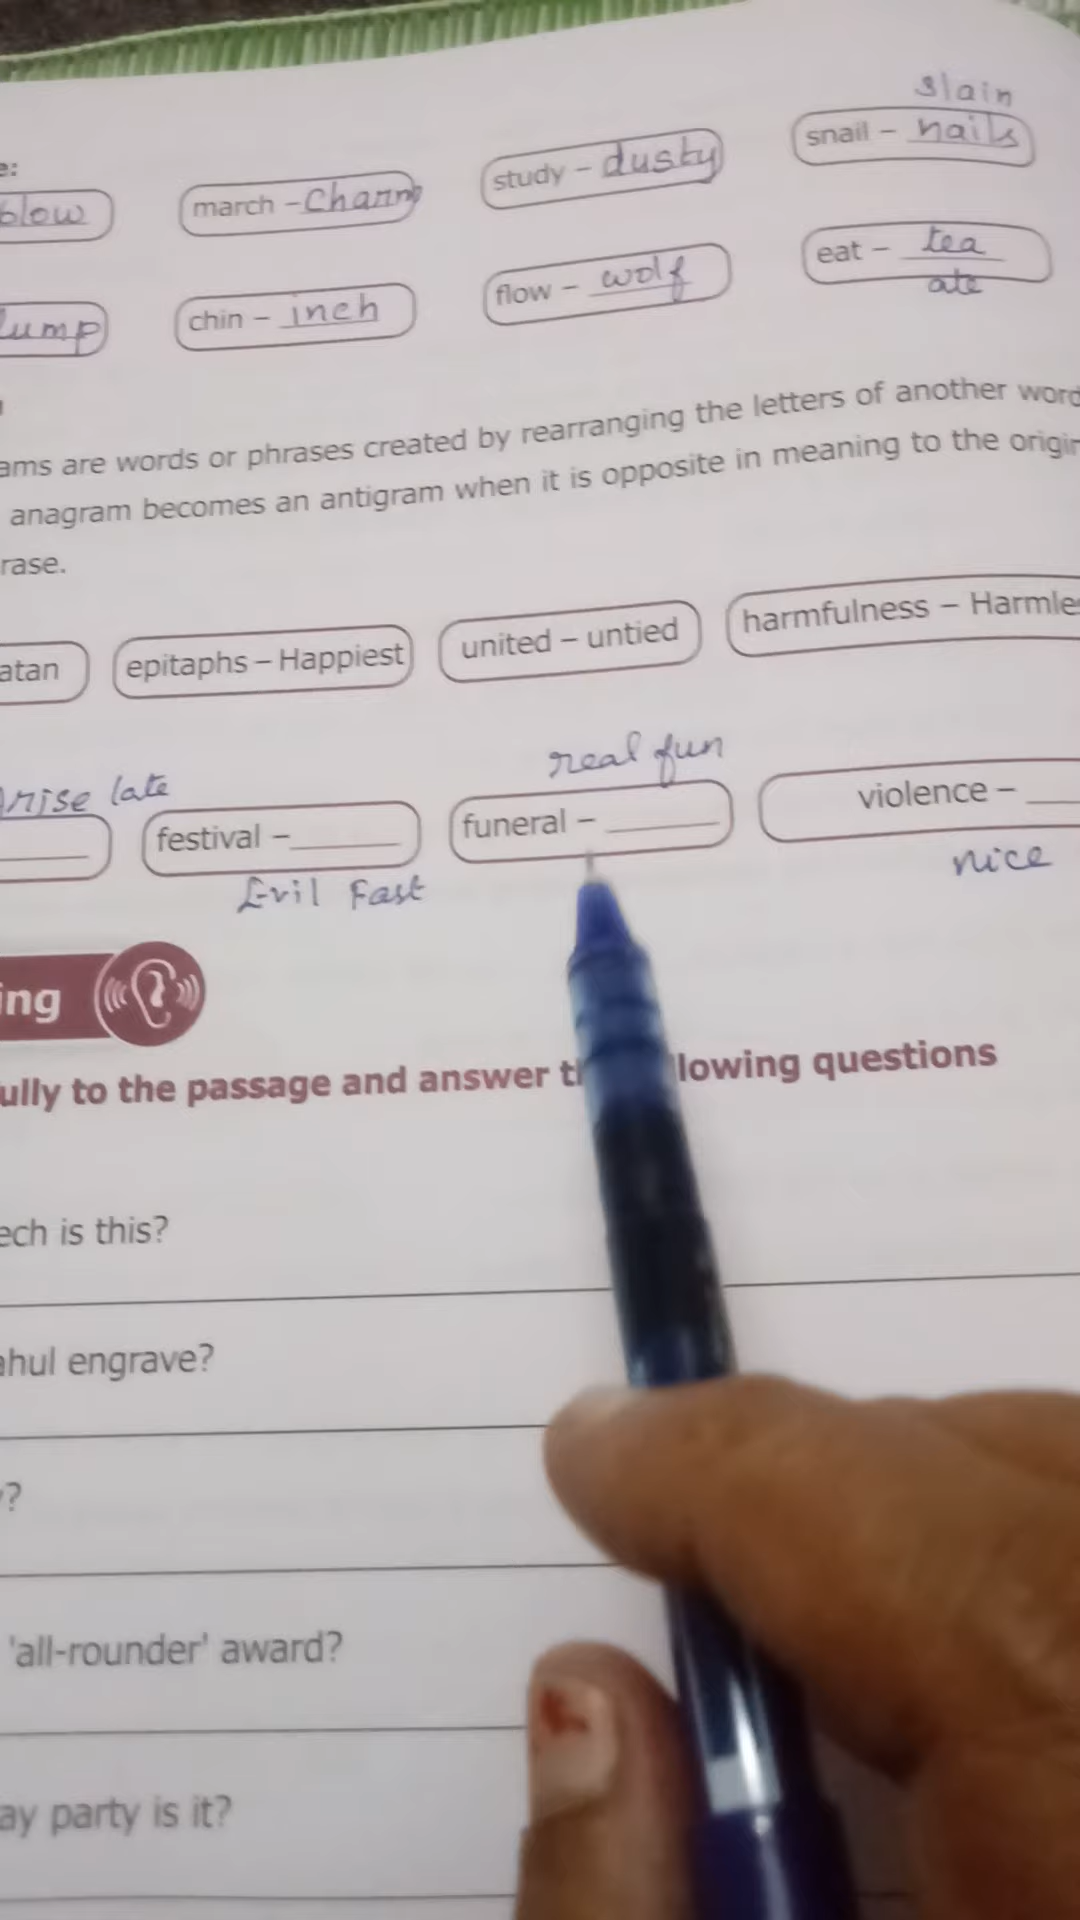 slain
snail – nails
study – dusty
march – Charm
e:
blow
eat – tea
ate
flow – wolf
chin – inch
lump
ams are words or phrases created by rearranging the letters of another word
anagram becomes an antigram when it is opposite in meaning to the origin
rase.
atan
epitaphs – Happiest
united – untied
harmfulness – Harmle
real fun
Arise late
festival –
funeral –
violence –
Evil Fast
nice
ing
ully to the passage and answer th lowing questions
ech is this?
ahul engrave?
?
'all-rounder' award?
ay party is it?